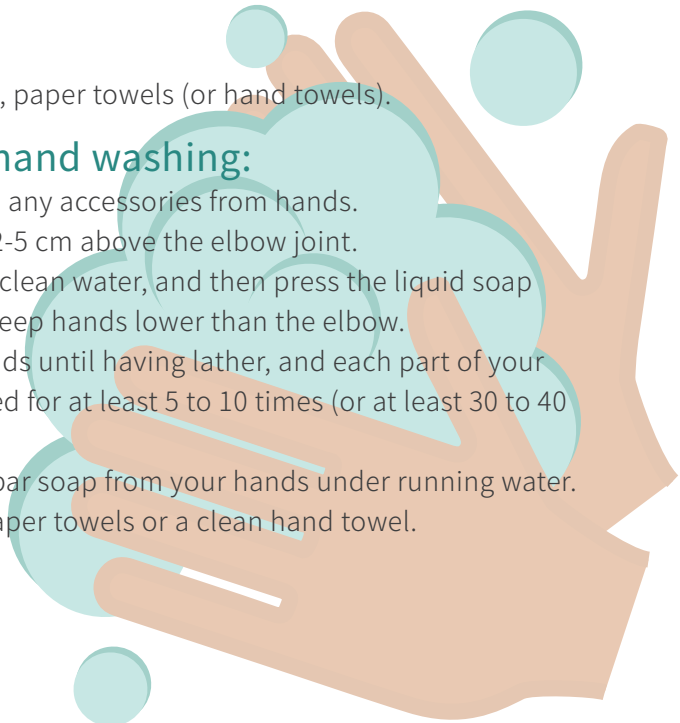 , paper towels (or hand towels).
hand washing:
any accessories from hands.
2-5 cm above the elbow joint.
clean water, and then press the liquid soap
eep hands lower than the elbow.
ds until having lather, and each part of your
ed for at least 5 to 10 times (or at least 30 to 40
bar soap from your hands under running water.
aper towels or a clean hand towel.